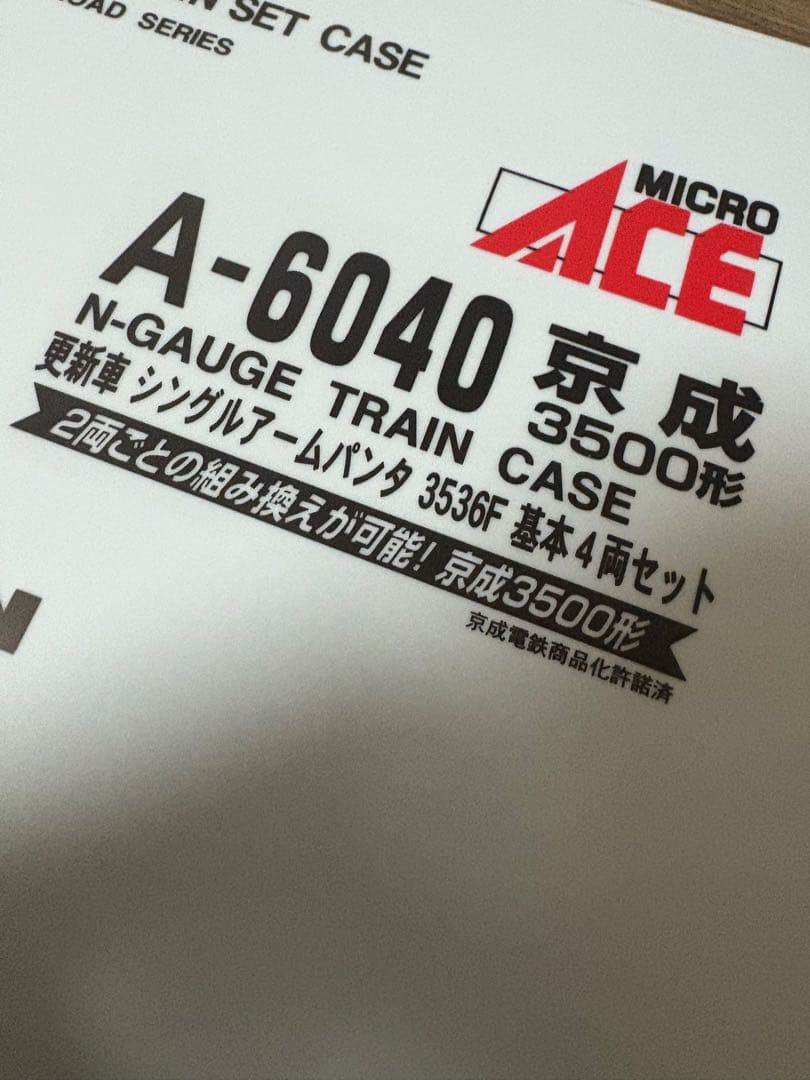 IN SET CASE
ROAD SERIES
MICRO
ACE
A-6040 京成
N-GAUGE TRAIN CASE 3500形
更新車 シングルアームパンタ 3536F 基本4両セット
2両ごとの組み換えが可能! 京成3500形
京成電鉄商品化許諾済
N